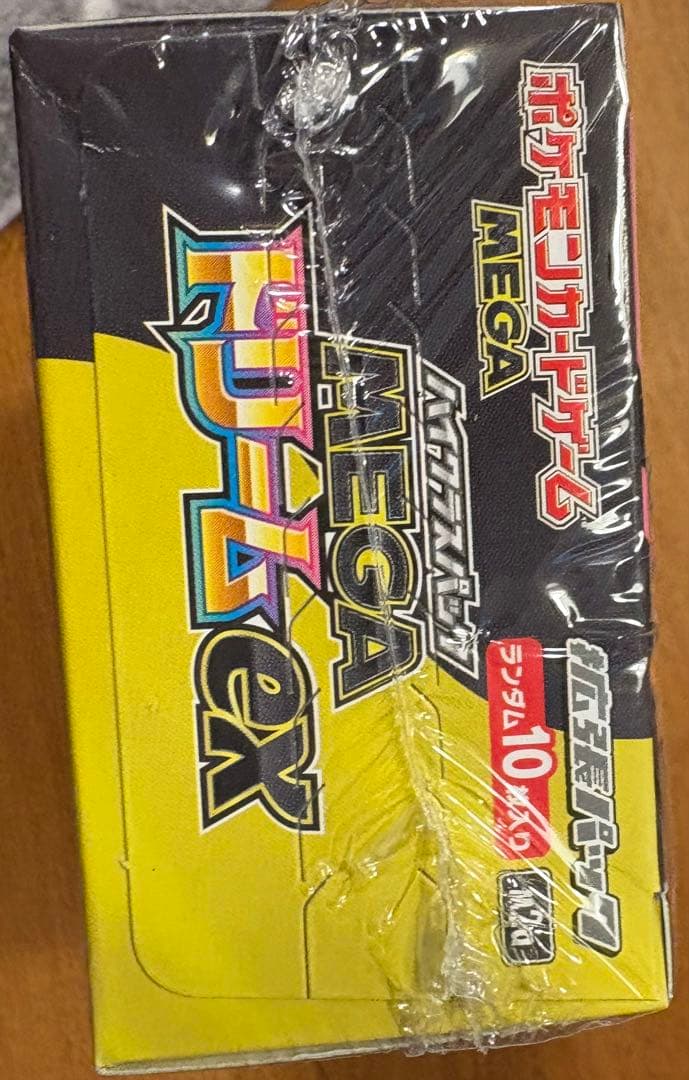 ポケモンカードゲーム
MEGA
拡張パック
ハイクラスパック
ランダム10枚入り
MEGA
ドリームex
M2a